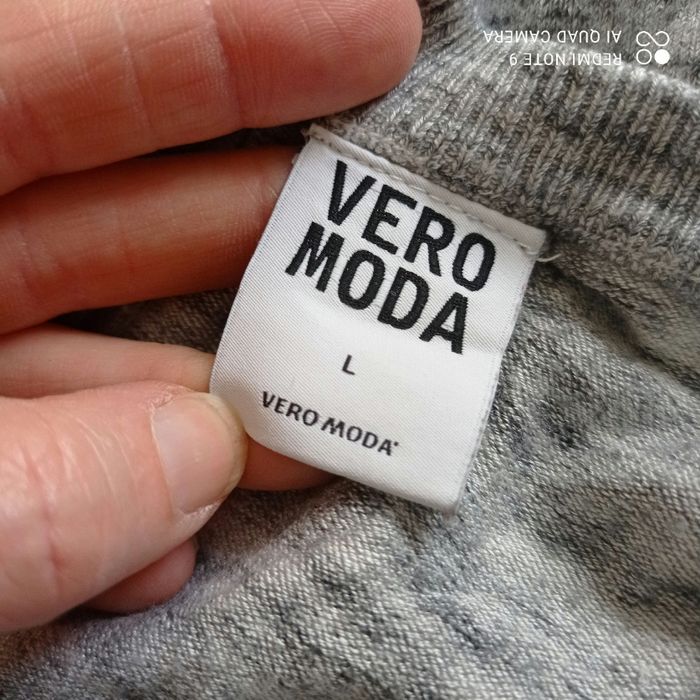 VERO
MODA
L
VERO MODA
REDMI NOTE 9
AI QUAD CAMERA